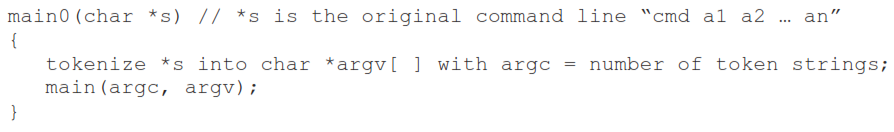 main0(char *s) // *s is the original command line “cmd a1 a2 … an”
{
tokenize *s into char *argv[ ] with argc = number of token strings;
main(argc, argv);
}